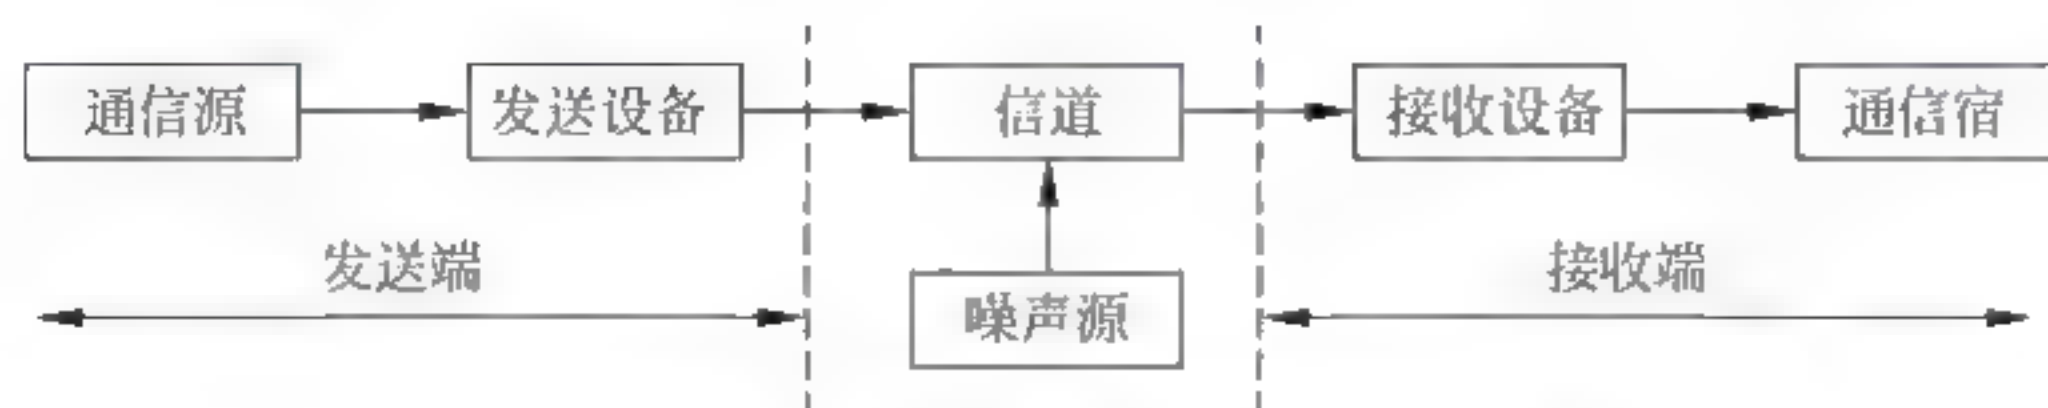 通信源
发送设备
信道
接收设备
通信宿
发送端
噪声源
接收端